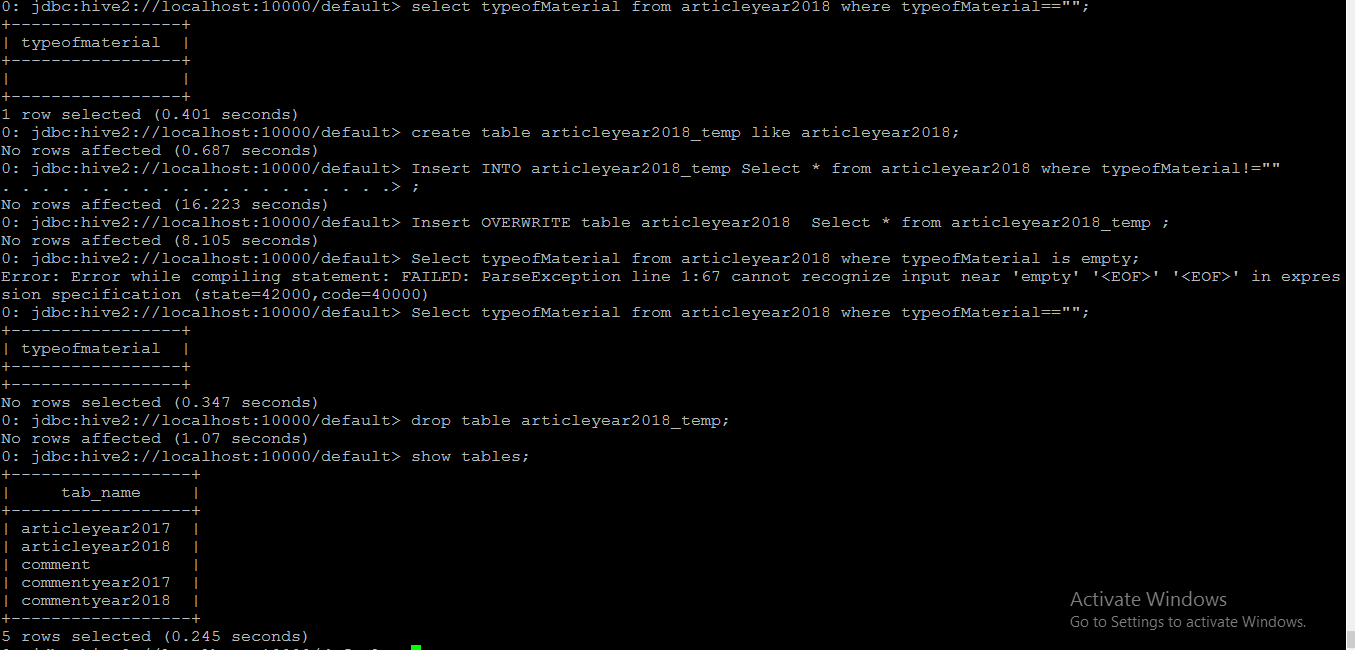 0: jdbc:hive2://localhost:10000/default> select typeofMaterial from articleyear2018 where typeofMaterial=="";
+-----------------+
| typeofmaterial  |
+-----------------+
|                 |
+-----------------+
1 row selected (0.401 seconds)
0: jdbc:hive2://localhost:10000/default> create table articleyear2018_temp like articleyear2018;
No rows affected (0.687 seconds)
0: jdbc:hive2://localhost:10000/default> Insert INTO articleyear2018_temp Select * from articleyear2018 where typeofMaterial!=""
. . . . . . . . . . . . . . . . . . . .> ;
No rows affected (16.223 seconds)
0: jdbc:hive2://localhost:10000/default> Insert OVERWRITE table articleyear2018  Select * from articleyear2018_temp ;
No rows affected (8.105 seconds)
0: jdbc:hive2://localhost:10000/default> Select typeofMaterial from articleyear2018 where typeofMaterial is empty;
Error: Error while compiling statement: FAILED: ParseException line 1:67 cannot recognize input near 'empty' '<EOF>' '<EOF>' in expres
sion specification (state=42000,code=40000)
0: jdbc:hive2://localhost:10000/default> Select typeofMaterial from articleyear2018 where typeofMaterial=="";
+-----------------+
| typeofmaterial  |
+-----------------+
+-----------------+
No rows selected (0.347 seconds)
0: jdbc:hive2://localhost:10000/default> drop table articleyear2018_temp;
No rows affected (1.07 seconds)
0: jdbc:hive2://localhost:10000/default> show tables;
+------------------+
|     tab_name     |
+------------------+
| articleyear2017  |
| articleyear2018  |
| comment          |
| commentyear2017  |
| commentyear2018  |
+------------------+
5 rows selected (0.245 seconds)
Activate Windows
Go to Settings to activate Windows.